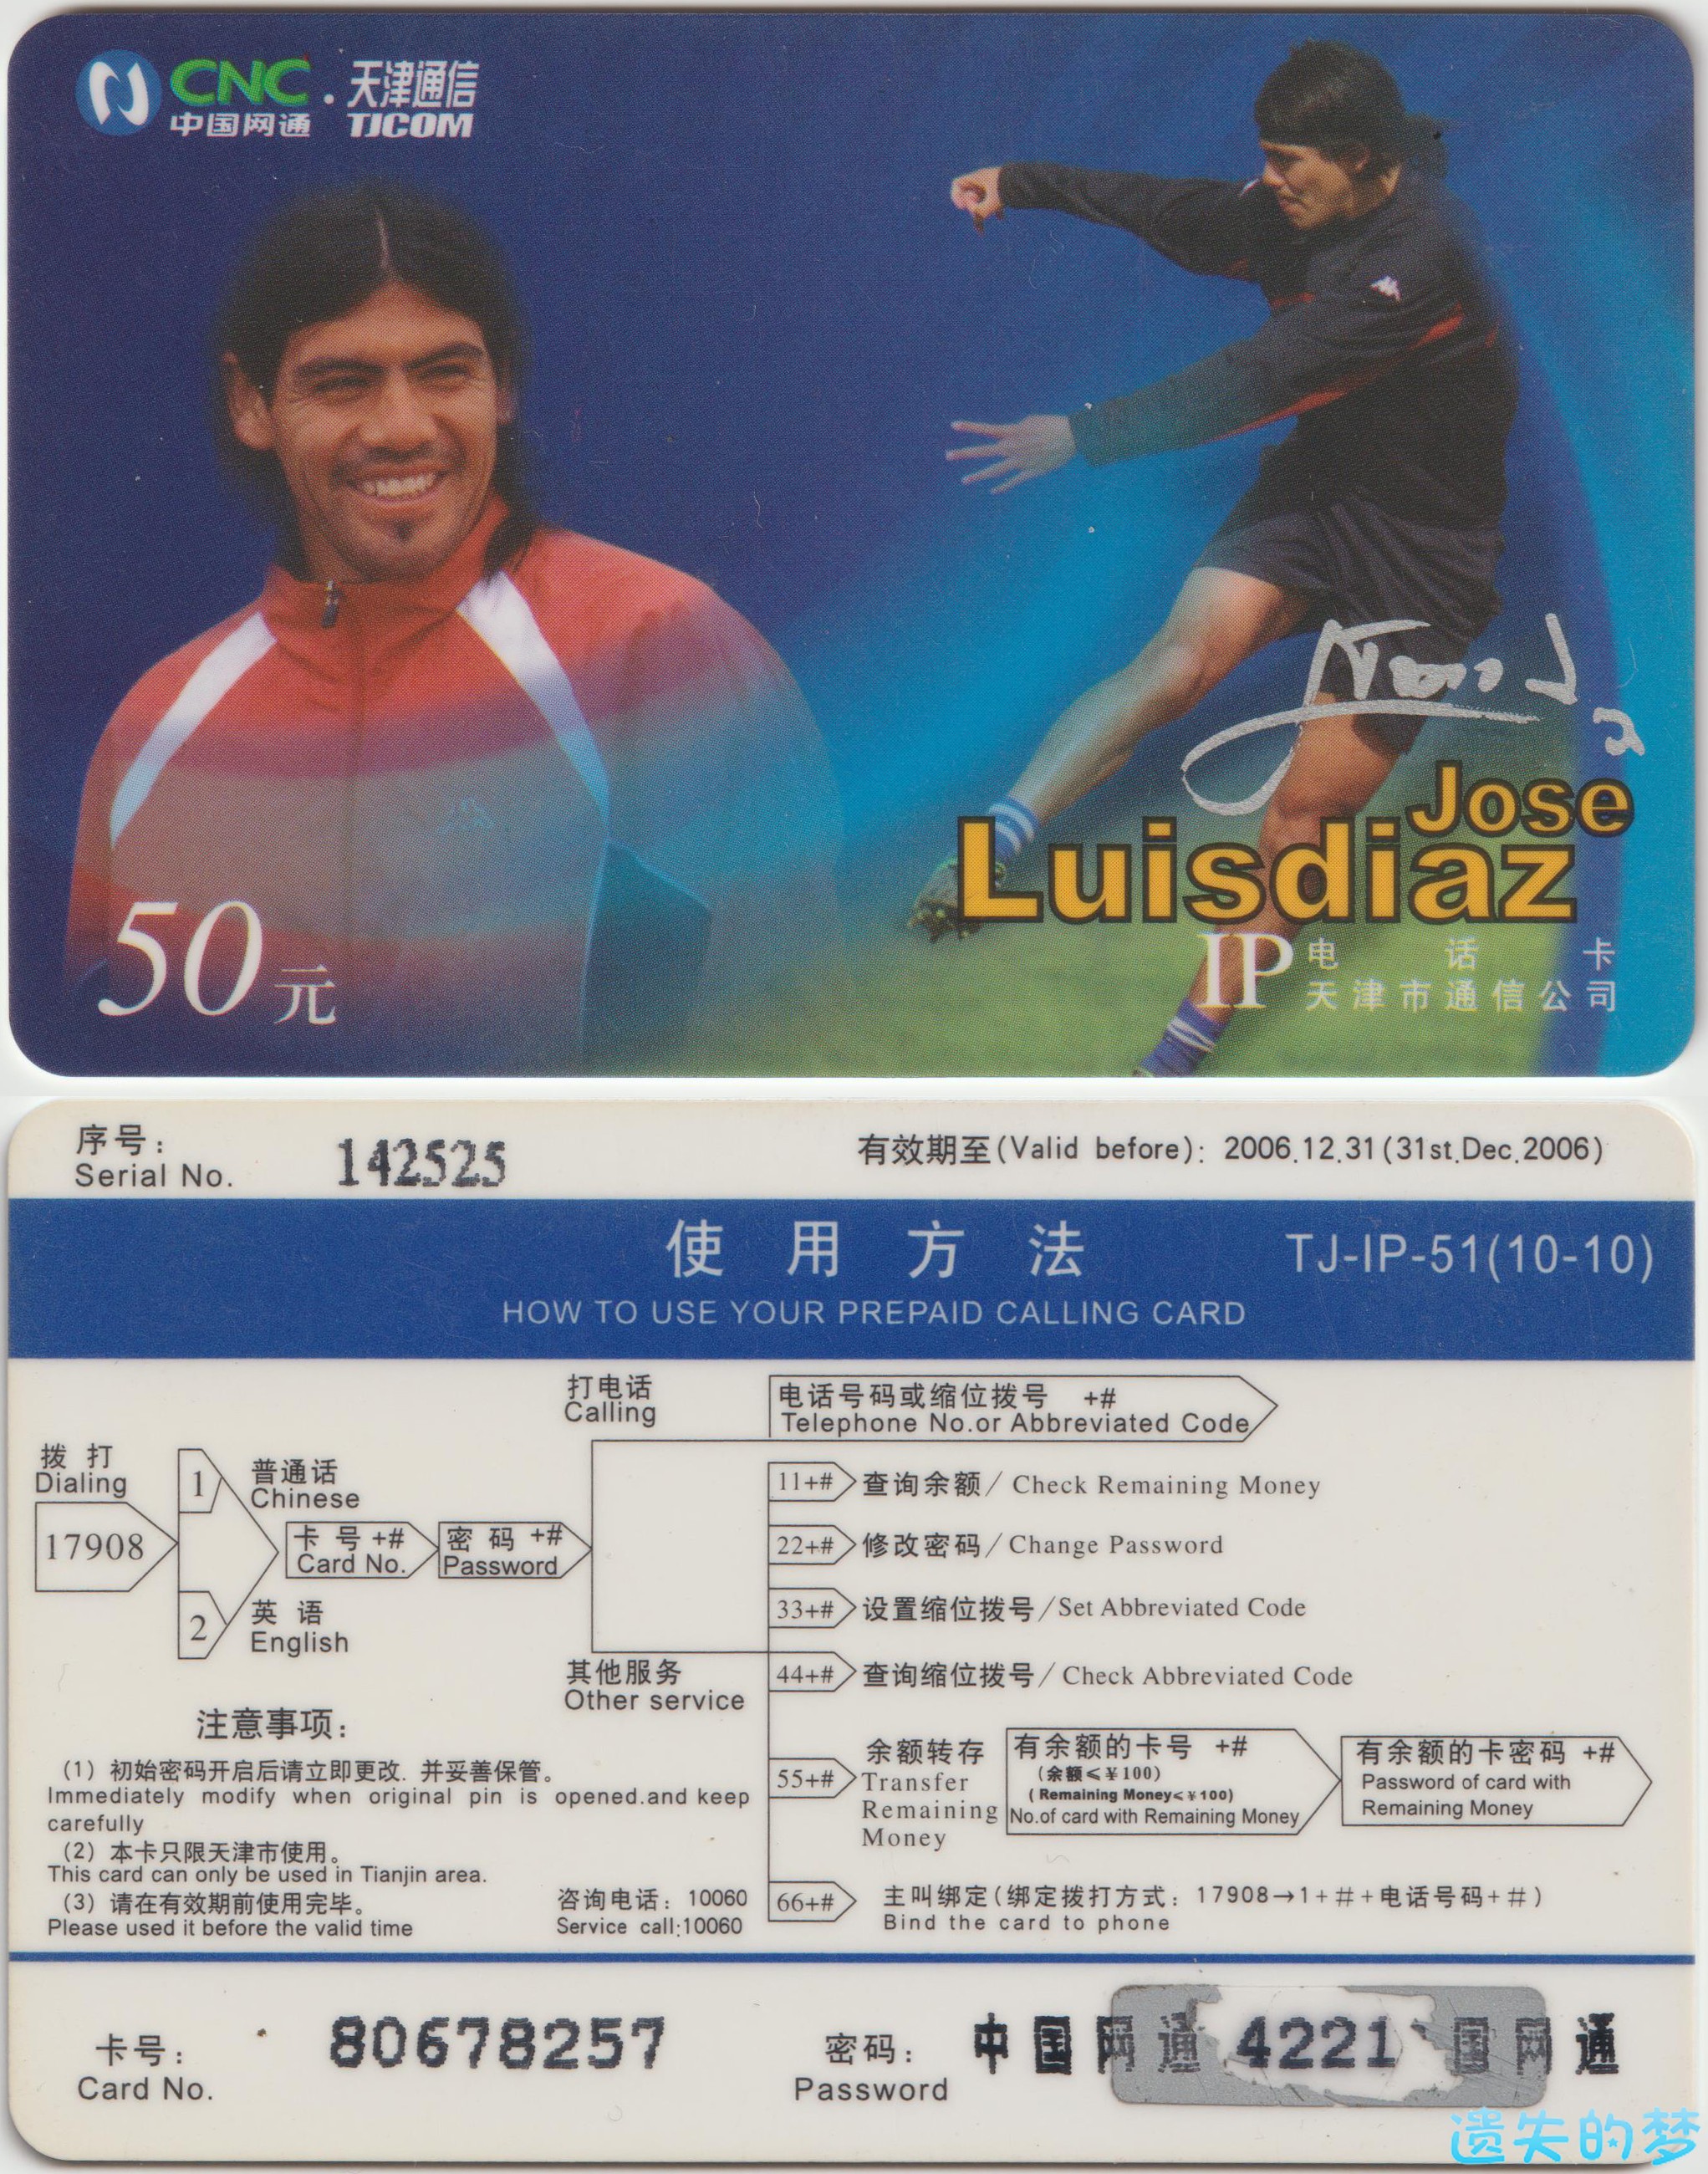 CNC·天津通信
中国网通 TJCOM
2
Jose
Luisdiaz
50元
IP电话卡
天津市通信公司
序号：
Serial No.
142525
有效期至(Valid before)：2006.12.31(31st.Dec.2006)
使用方法
TJ-IP-51(10-10)
HOW TO USE YOUR PREPAID CALLING CARD
拨打
Dialing
17908
1
普通话
Chinese
2
英语
English
卡号+#
Card No.
密码+#
Password
打电话
Calling
电话号码或缩位拨号 +#
Telephone No.or Abbreviated Code
其他服务
Other service
11+# 查询余额/Check Remaining Money
22+# 修改密码/Change Password
33+# 设置缩位拨号/Set Abbreviated Code
44+# 查询缩位拨号/Check Abbreviated Code
55+#
余额转存
Transfer
Remaining
Money
有余额的卡号 +#
(余额≤￥100)
(Remaining Money≤￥100)
No.of card with Remaining Money
有余额的卡密码 +#
Password of card with
Remaining Money
66+#
主叫绑定(绑定拨打方式：17908→1+#+电话号码+#)
Bind the card to phone
注意事项：
(1) 初始密码开启后请立即更改.并妥善保管。
Immediately modify when original pin is opened.and keep
carefully
(2) 本卡只限天津市使用。
This card can only be used in Tianjin area.
(3) 请在有效期前使用完毕。
Please used it before the valid time
咨询电话：10060
Service call:10060
卡号：
Card No.
80678257
密码：
Password
中国网通 4221 国网通
遗失的梦